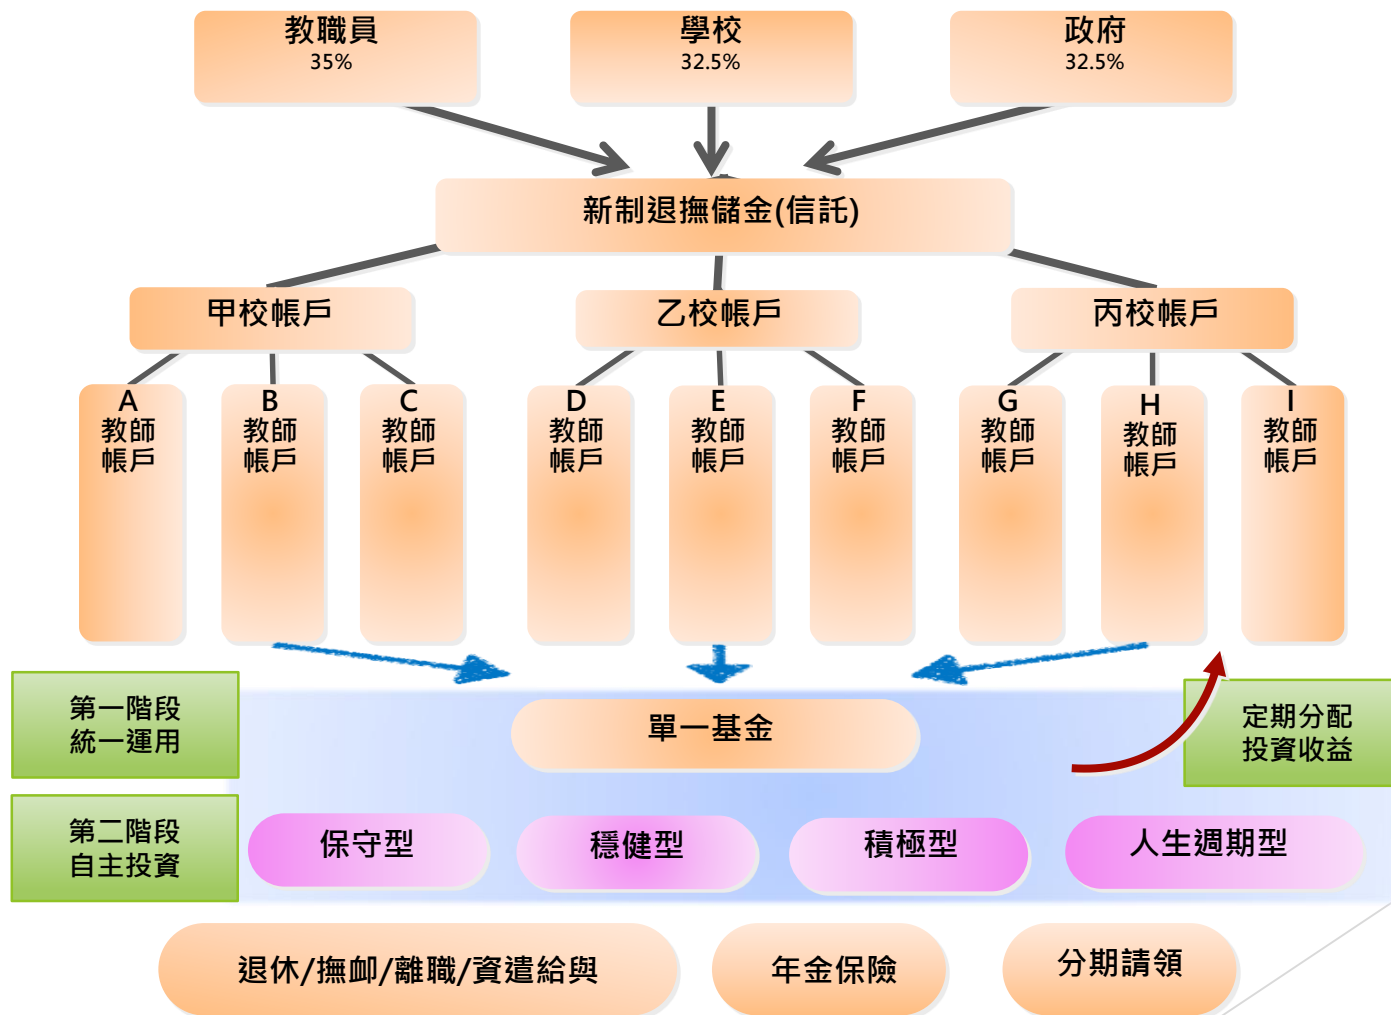 教職員
35%
學校
32.5%
政府
32.5%
新制退撫儲金(信託)
甲校帳戶
乙校帳戶
丙校帳戶
A
教師
帳戶
B
教師
帳戶
C
教師
帳戶
D
教師
帳戶
E
教師
帳戶
F
教師
帳戶
G
教師
帳戶
H
教師
帳戶
I
教師
帳戶
第一階段
統一運用
單一基金
定期分配
投資收益
第二階段
自主投資
保守型
穩健型
積極型
人生週期型
退休/撫卹/離職/資遣給與
年金保險
分期請領